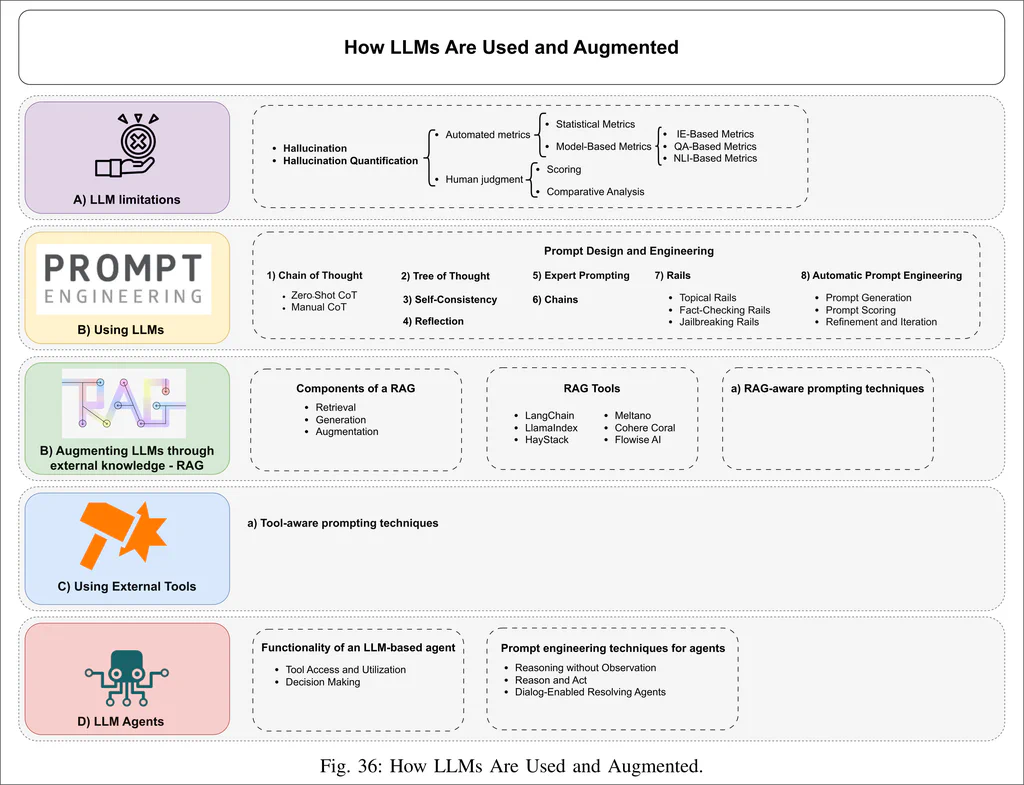 How LLMs Are Used and Augmented
A) LLM limitations
• Hallucination
• Hallucination Quantification
• Automated metrics
• Statistical Metrics
• Model-Based Metrics
• IE-Based Metrics
• QA-Based Metrics
• NLI-Based Metrics
• Human judgment
• Scoring
• Comparative Analysis
PROMPT
ENGINEERING
B) Using LLMs
Prompt Design and Engineering
1) Chain of Thought
• Zero-Shot CoT
• Manual CoT
2) Tree of Thought
3) Self-Consistency
4) Reflection
5) Expert Prompting
6) Chains
7) Rails
• Topical Rails
• Fact-Checking Rails
• Jailbreaking Rails
8) Automatic Prompt Engineering
• Prompt Generation
• Prompt Scoring
• Refinement and Iteration
RAG
B) Augmenting LLMs through
external knowledge - RAG
Components of a RAG
• Retrieval
• Generation
• Augmentation
RAG Tools
• LangChain
• LlamaIndex
• HayStack
• Meltano
• Cohere Coral
• Flowise AI
a) RAG-aware prompting techniques
C) Using External Tools
a) Tool-aware prompting techniques
D) LLM Agents
Functionality of an LLM-based agent
• Tool Access and Utilization
• Decision Making
Prompt engineering techniques for agents
• Reasoning without Observation
• Reason and Act
• Dialog-Enabled Resolving Agents
Fig. 36: How LLMs Are Used and Augmented.